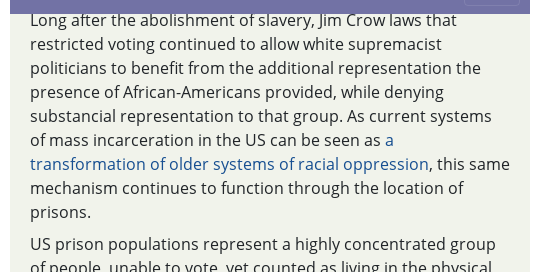 Long after the abolishment of slavery, Jim Crow laws that
restricted voting continued to allow white supremacist
politicians to benefit from the additional representation the
presence of African-Americans provided, while denying
substancial representation to that group. As current systems
of mass incarceration in the US can be seen as a
transformation of older systems of racial oppression, this same
mechanism continues to function through the location of
prisons.
US prison populations represent a highly concentrated group
of people, unable to vote, yet counted as living in the physical